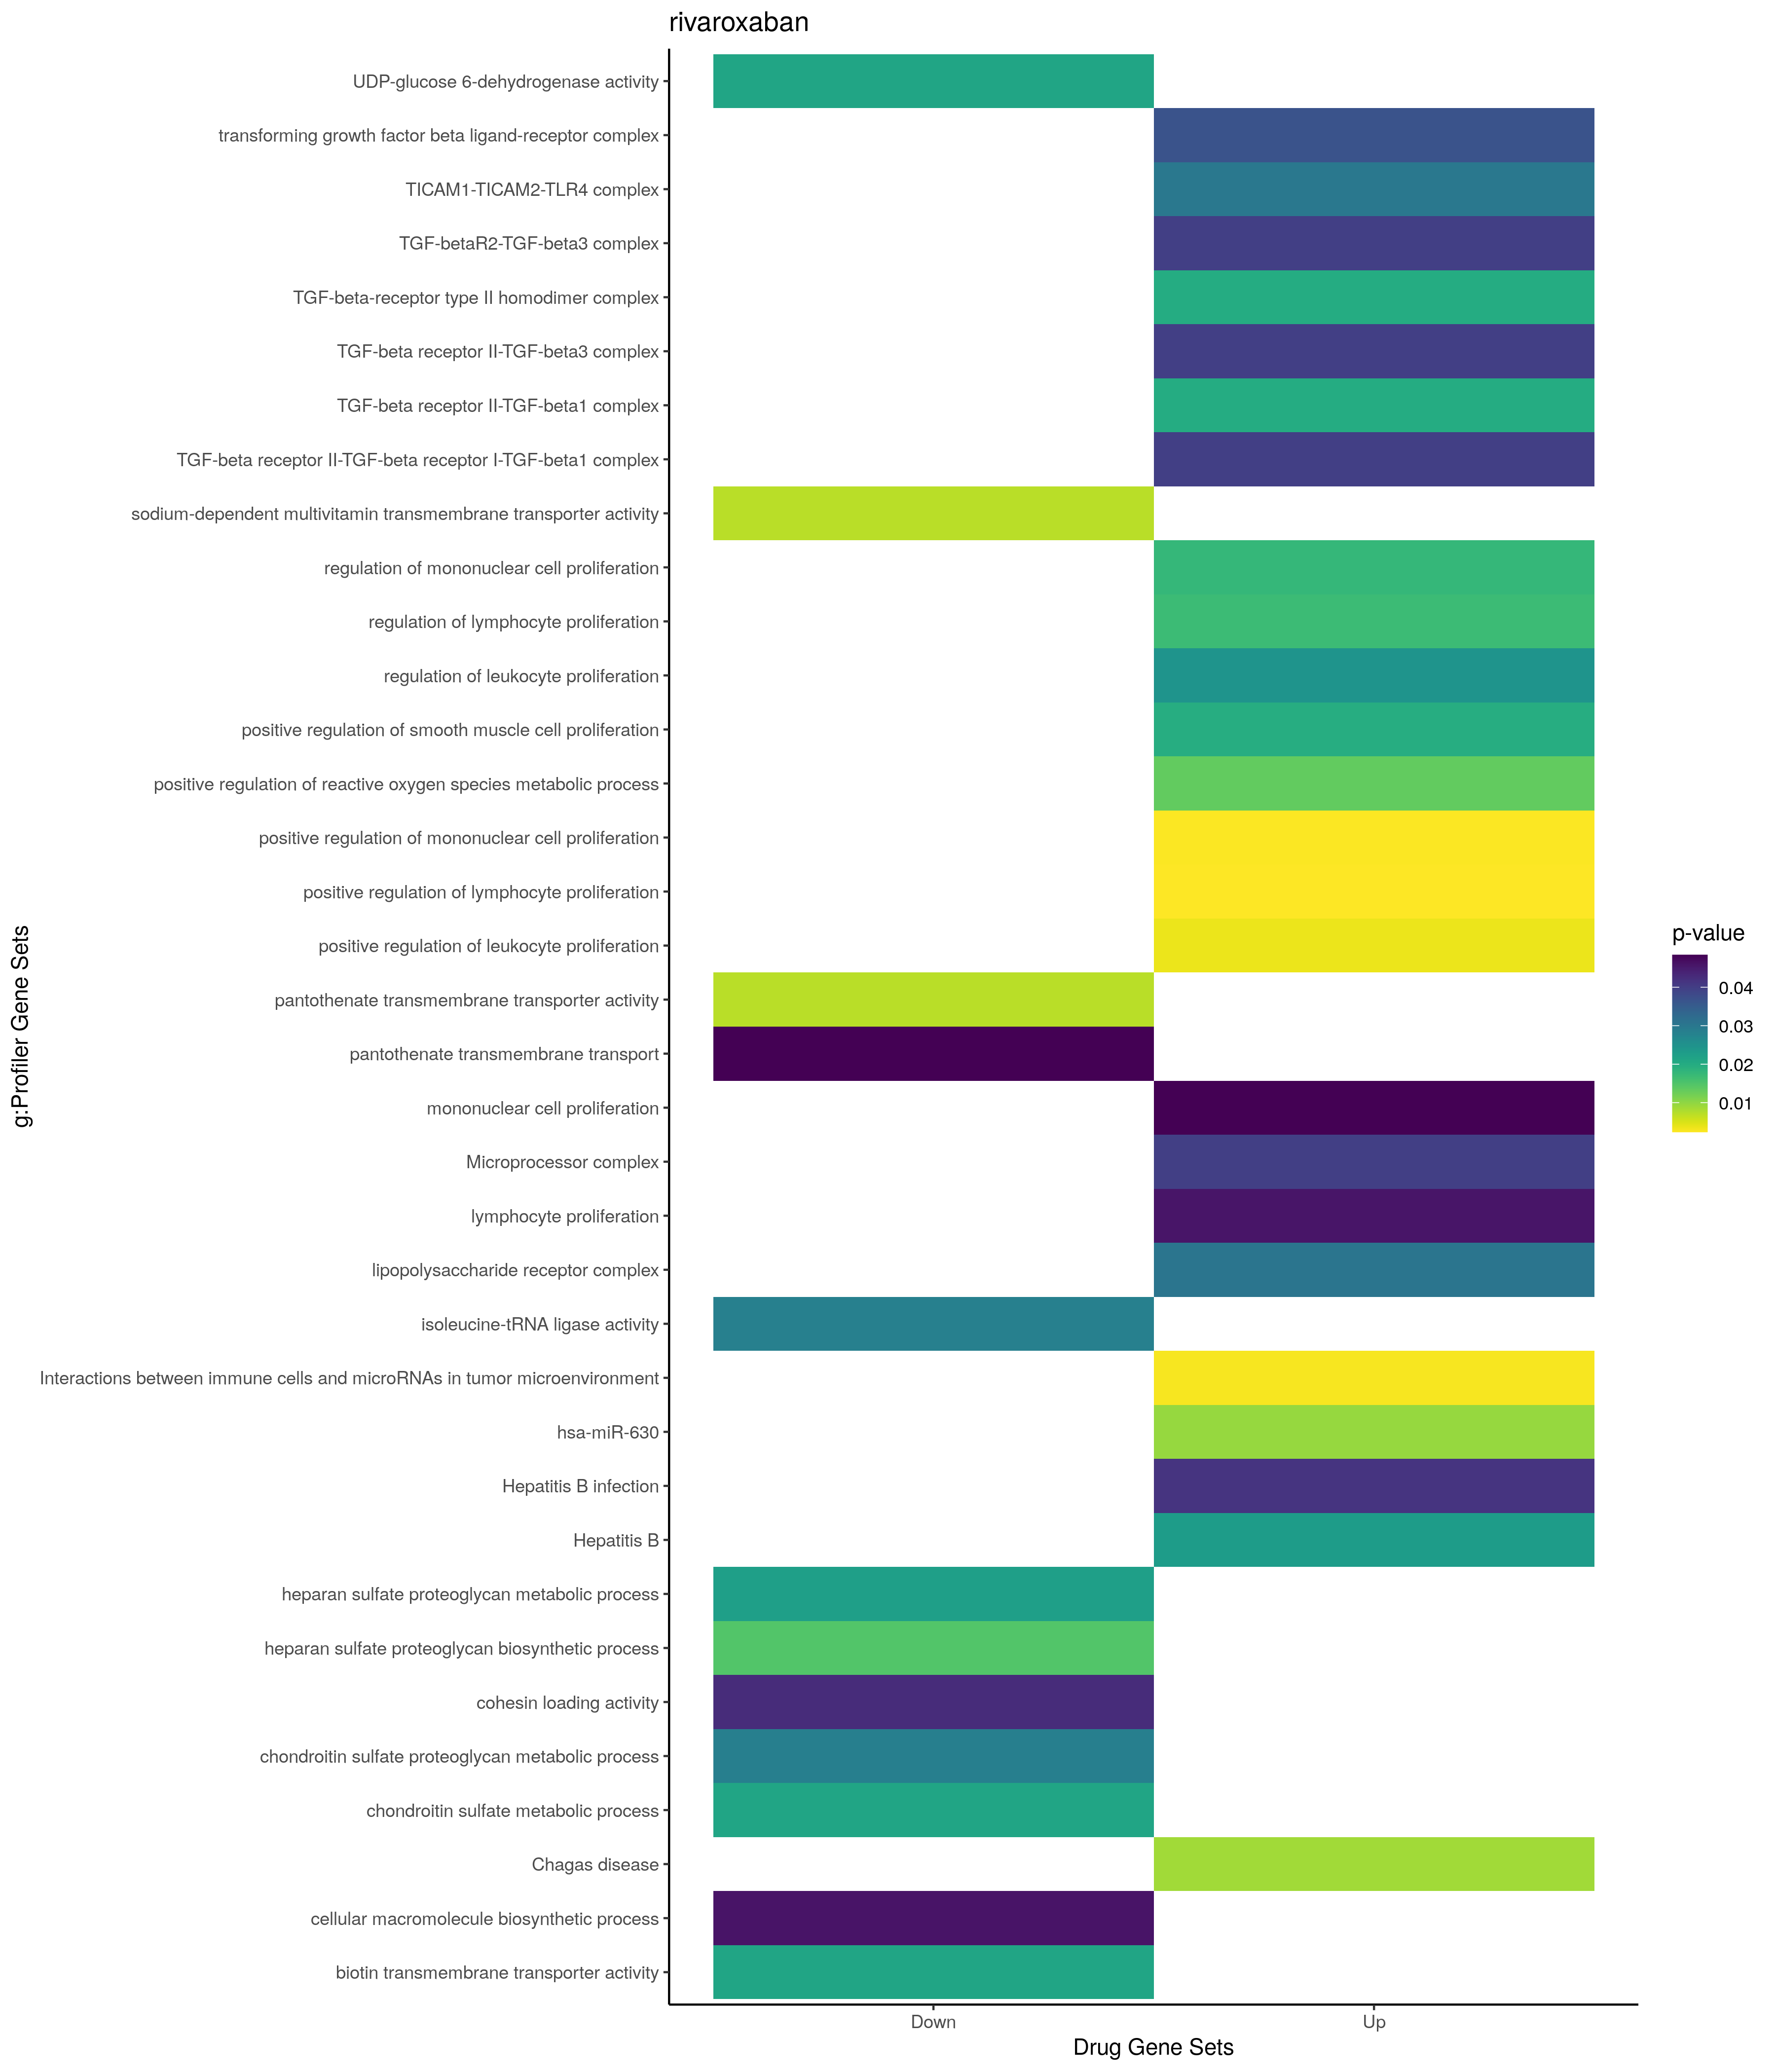 rivaroxaban
UDP-glucose 6-dehydrogenase activity
transforming growth factor beta ligand-receptor complex
TICAM1-TICAM2-TLR4 complex
TGF-betaR2-TGF-beta3 complex
TGF-beta-receptor type II homodimer complex
TGF-beta receptor II-TGF-beta3 complex
TGF-beta receptor II-TGF-beta1 complex
TGF-beta receptor II-TGF-beta receptor I-TGF-beta1 complex
sodium-dependent multivitamin transmembrane transporter activity
regulation of mononuclear cell proliferation
regulation of lymphocyte proliferation
regulation of leukocyte proliferation
positive regulation of smooth muscle cell proliferation
positive regulation of reactive oxygen species metabolic process
positive regulation of mononuclear cell proliferation
positive regulation of lymphocyte proliferation
positive regulation of leukocyte proliferation
pantothenate transmembrane transporter activity
pantothenate transmembrane transport
mononuclear cell proliferation
Microprocessor complex
lymphocyte proliferation
lipopolysaccharide receptor complex
isoleucine-tRNA ligase activity
Interactions between immune cells and microRNAs in tumor microenvironment
hsa-miR-630
Hepatitis B infection
Hepatitis B
heparan sulfate proteoglycan metabolic process
heparan sulfate proteoglycan biosynthetic process
cohesin loading activity
chondroitin sulfate proteoglycan metabolic process
chondroitin sulfate metabolic process
Chagas disease
cellular macromolecule biosynthetic process
biotin transmembrane transporter activity
g:Profiler Gene Sets
Down
Up
Drug Gene Sets
p-value
0.04
0.03
0.02
0.01